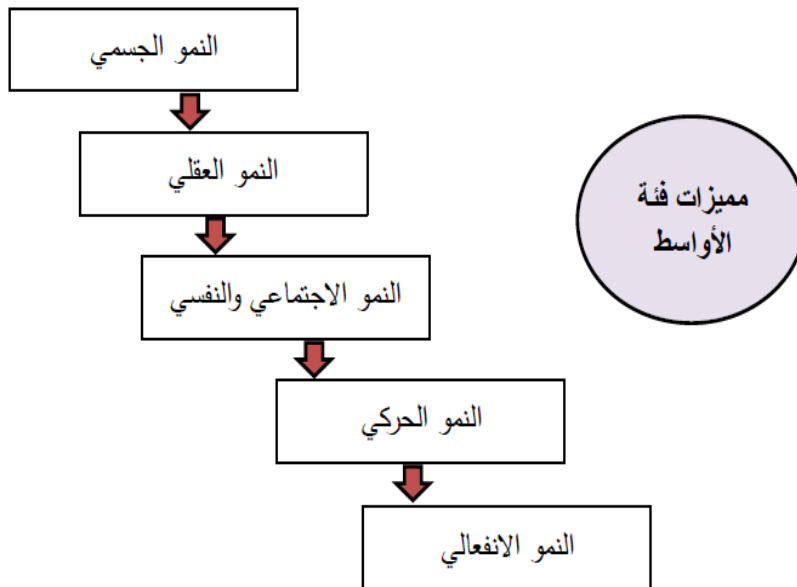 النمو الجسمي
النمو العقلي
مميزات فئة
الأواسط
النمو الاجتماعي والنفسي
النمو الحركي
النمو الانفعالي